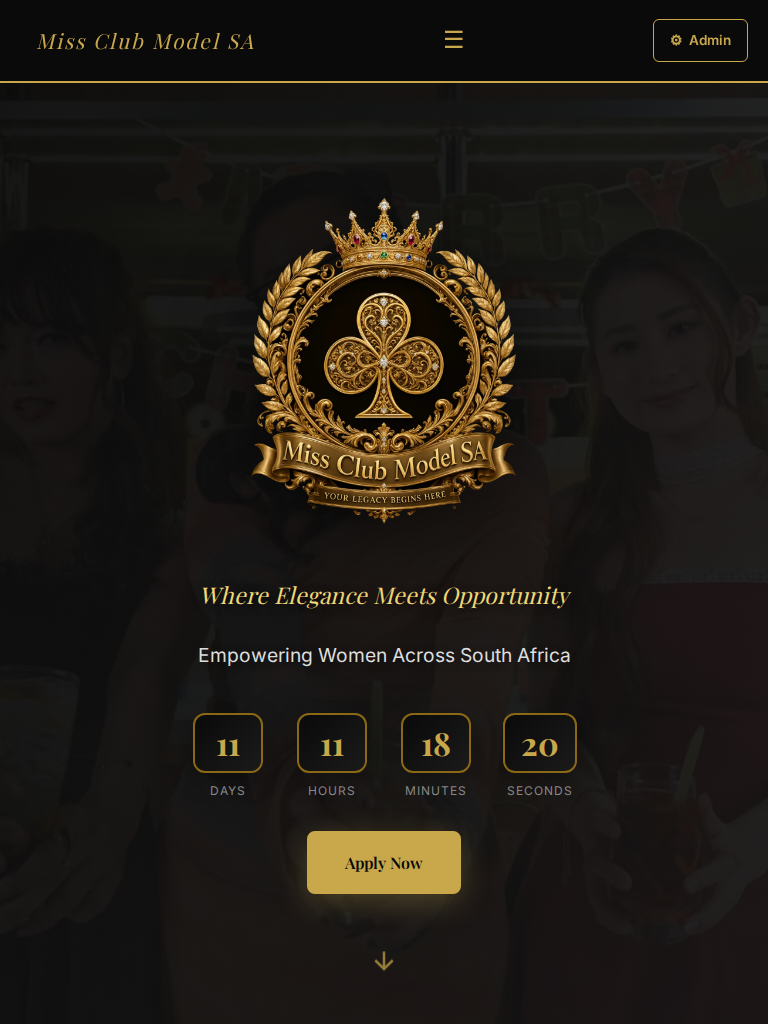 Miss Club Model SA
☰
⚙ Admin
Miss Club Model SA
YOUR LEGACY BEGINS HERE
Where Elegance Meets Opportunity
Empowering Women Across South Africa
11 11 18 20
DAYS HOURS MINUTES SECONDS
Apply Now
↓